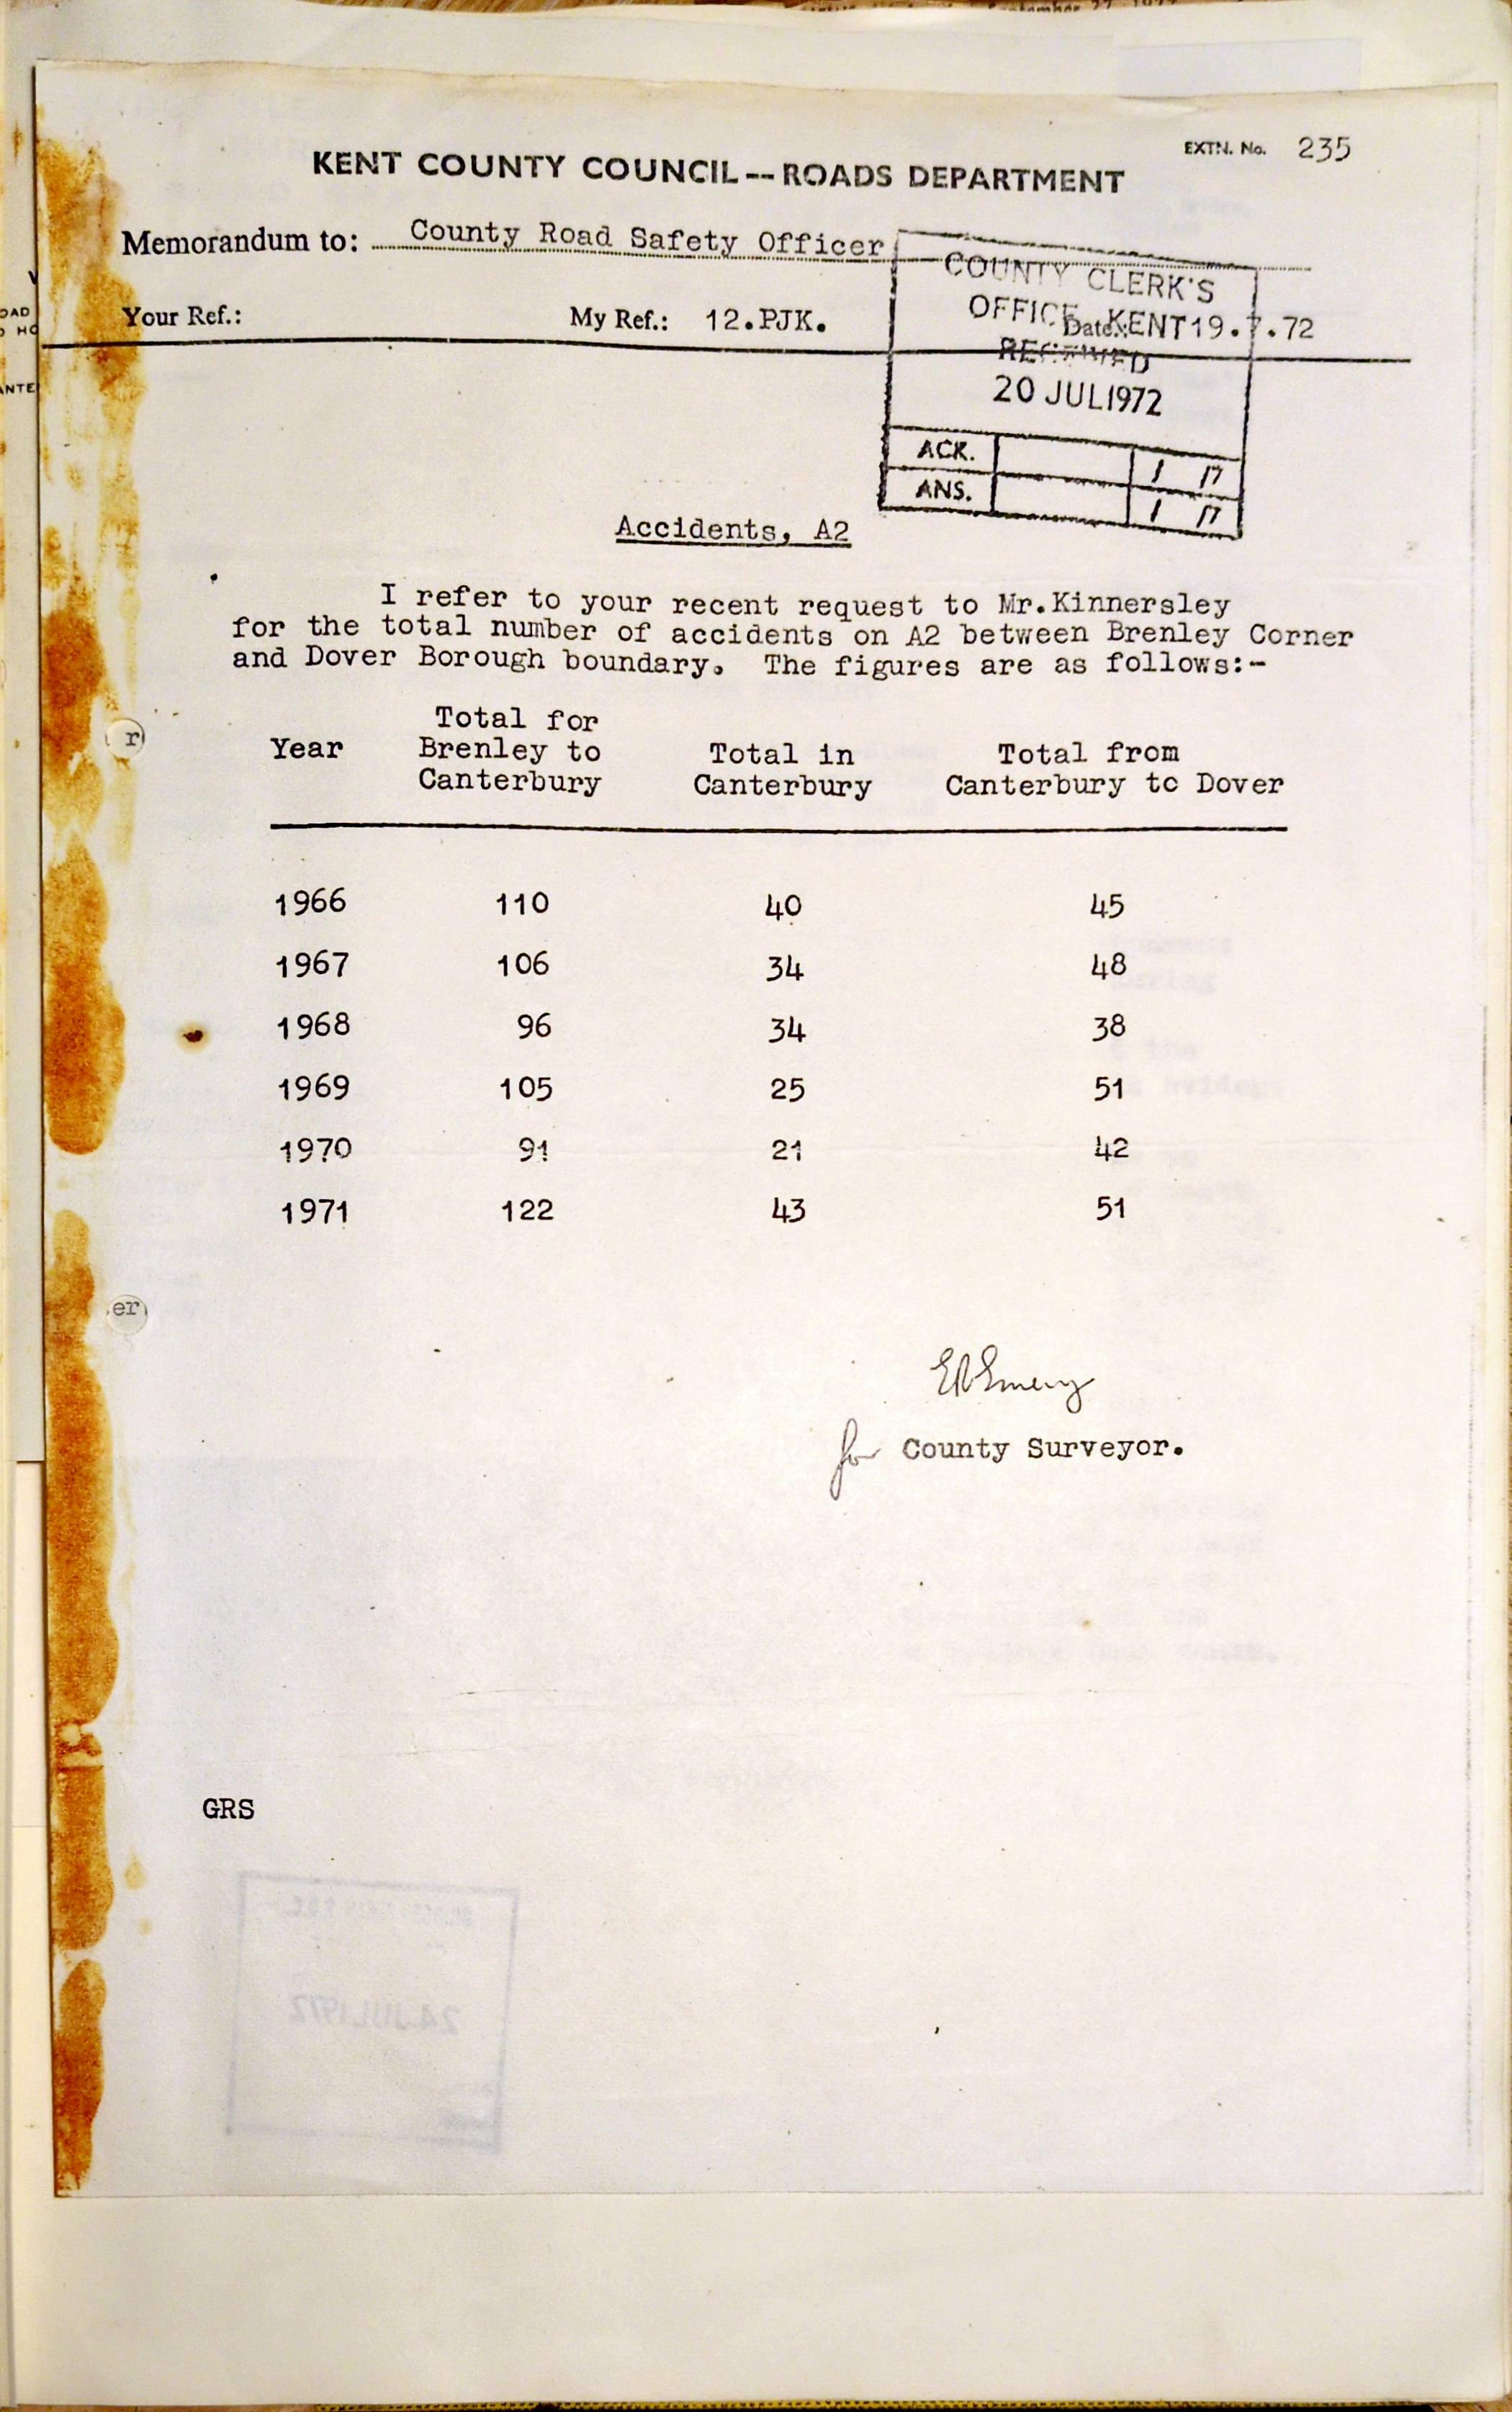 EXTN. No. 235
KENT COUNTY COUNCIL--ROADS DEPARTMENT
Memorandum to: County Road Safety Officer
Your Ref.: My Ref.: 12.PJK. Date: 19.7.72
COUNTY CLERK'S
OFFICE KENT
RECEIVED
20 JUL 1972
ACK.
ANS.
Accidents, A2
I refer to your recent request to Mr.Kinnersley
for the total number of accidents on A2 between Brenley Corner
and Dover Borough boundary. The figures are as follows:-
Year Total for Brenley to Canterbury Total in Canterbury Total from Canterbury to Dover
1966 110 40 45
1967 106 34 48
1968 96 34 38
1969 105 25 51
1970 91 21 42
1971 122 43 51
r
er
for County Surveyor.
GRS
24 JUL 1972